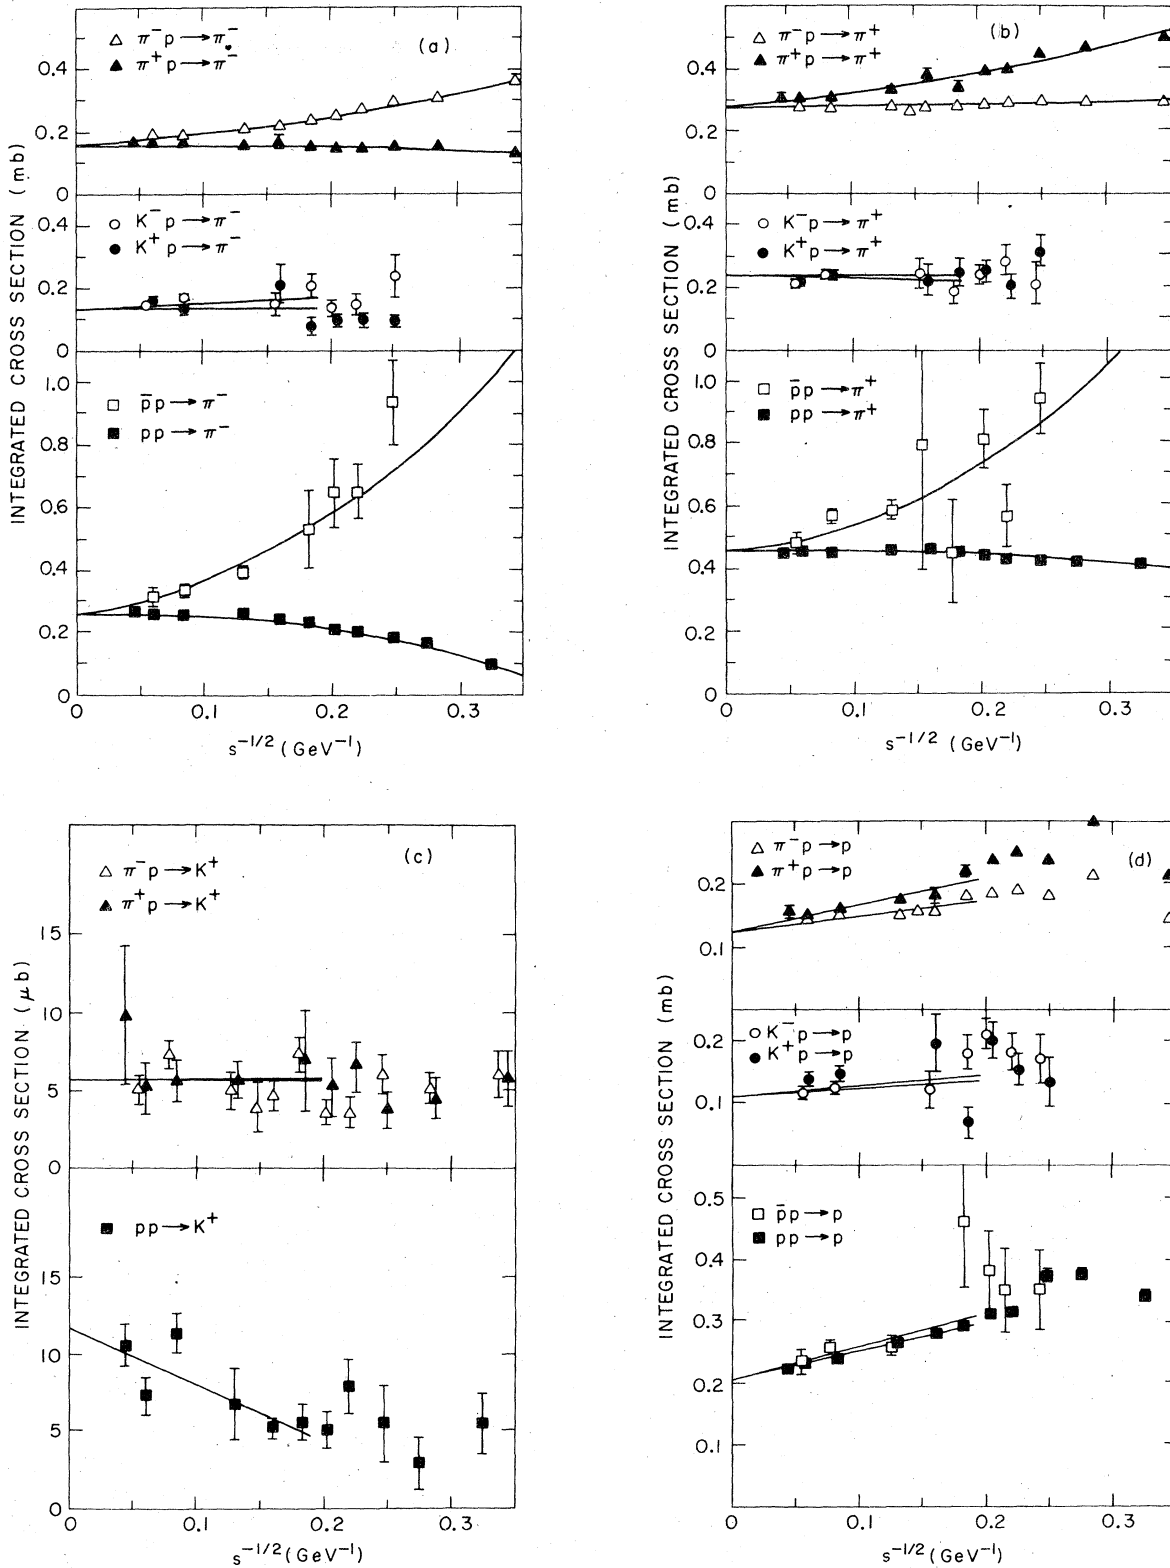 (a)
△ π⁻p → π⁻
▲ π⁺p → π⁻
0.4
0.2
0
○ K⁻p → π⁻
● K⁺p → π⁻
0.4
0.2
0
□ p̄p → π⁻
■ pp → π⁻
1.0
0.8
0.6
0.4
0.2
0
0 0.1 0.2 0.3
s⁻¹/² (GeV⁻¹)
INTEGRATED CROSS SECTION (mb)
(b)
△ π⁻p → π⁺
▲ π⁺p → π⁺
0.4
0.2
0
○ K⁻p → π⁺
● K⁺p → π⁺
0.4
0.2
0
□ p̄p → π⁺
■ pp → π⁺
1.0
0.8
0.6
0.4
0.2
0
0 0.1 0.2 0.3
s⁻¹/² (GeV⁻¹)
INTEGRATED CROSS SECTION (mb)
(c)
△ π⁻p → K⁺
▲ π⁺p → K⁺
15
10
5
0
■ pp → K⁺
15
10
5
0
0 0.1 0.2 0.3
s⁻¹/² (GeV⁻¹)
INTEGRATED CROSS SECTION (μb)
(d)
△ π⁻p → p
▲ π⁺p → p
0.2
0.1
○ K⁻p → p
● K⁺p → p
0.2
0.1
□ p̄p → p
■ pp → p
0.5
0.4
0.3
0.2
0.1
0 0.1 0.2 0.3
s⁻¹/² (GeV⁻¹)
INTEGRATED CROSS SECTION (mb)